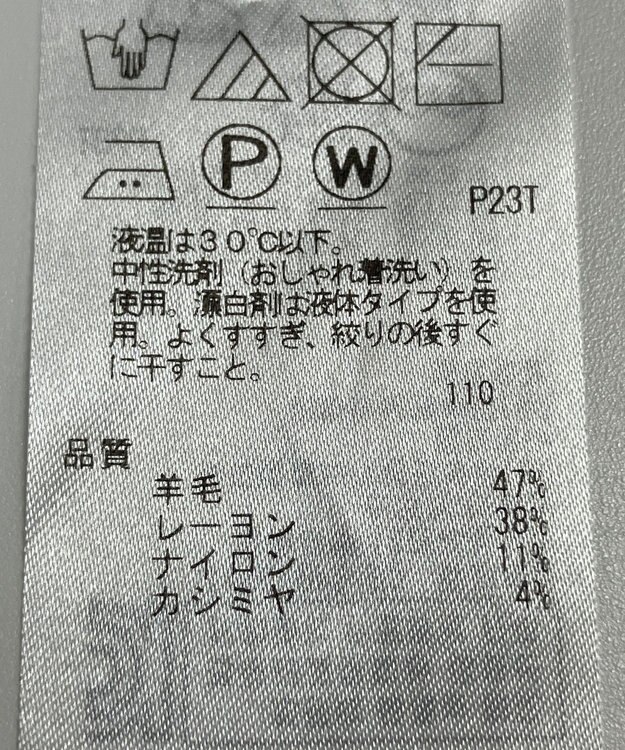 P W
P23T
液温は30℃以下。
中性洗剤（おしゃれ着洗い）を
使用。漂白剤は液体タイプを使
用。よくすすぎ、絞りの後すぐ
に干すこと。
110
品質
羊毛 47%
レーヨン 38%
ナイロン 11%
カシミヤ 4%